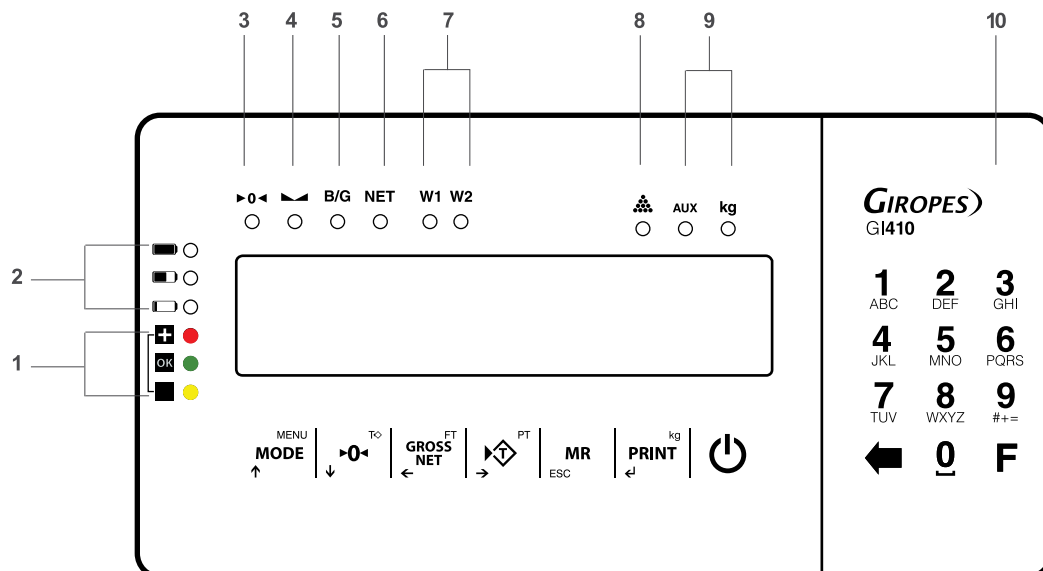 3 4 5 6 7 8 9 10
►0◄ B/G NET W1 W2 AUX kg
GIROPES
GI410
2
1
+
OK
1 2 3
ABC DEF GHI
4 5 6
JKL MNO PQRS
7 8 9
TUV WXYZ #+=
0 F
MENU T FT PT kg
MODE ►0◄ GROSS NET T MR PRINT
ESC